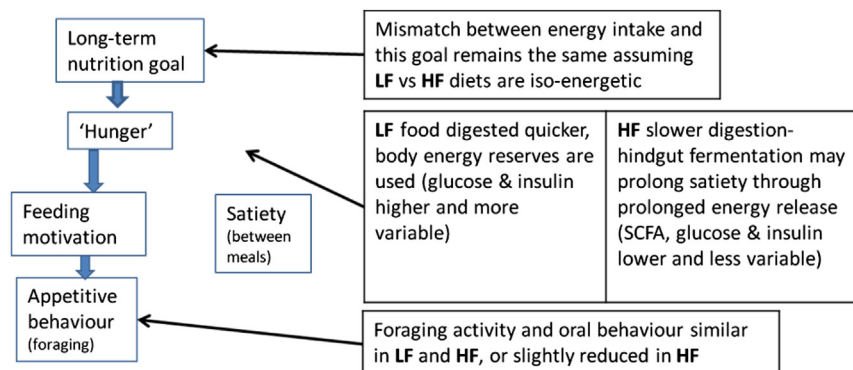 Long-term
nutrition goal
Mismatch between energy intake and
this goal remains the same assuming
LF vs HF diets are iso-energetic
‘Hunger’
LF food digested quicker,
body energy reserves are
used (glucose & insulin
higher and more
variable)
HF slower digestion-
hindgut fermentation may
prolong satiety through
prolonged energy release
(SCFA, glucose & insulin
lower and less variable)
Feeding
motivation
Satiety
(between
meals)
Appetitive
behaviour
(foraging)
Foraging activity and oral behaviour similar
in LF and HF, or slightly reduced in HF